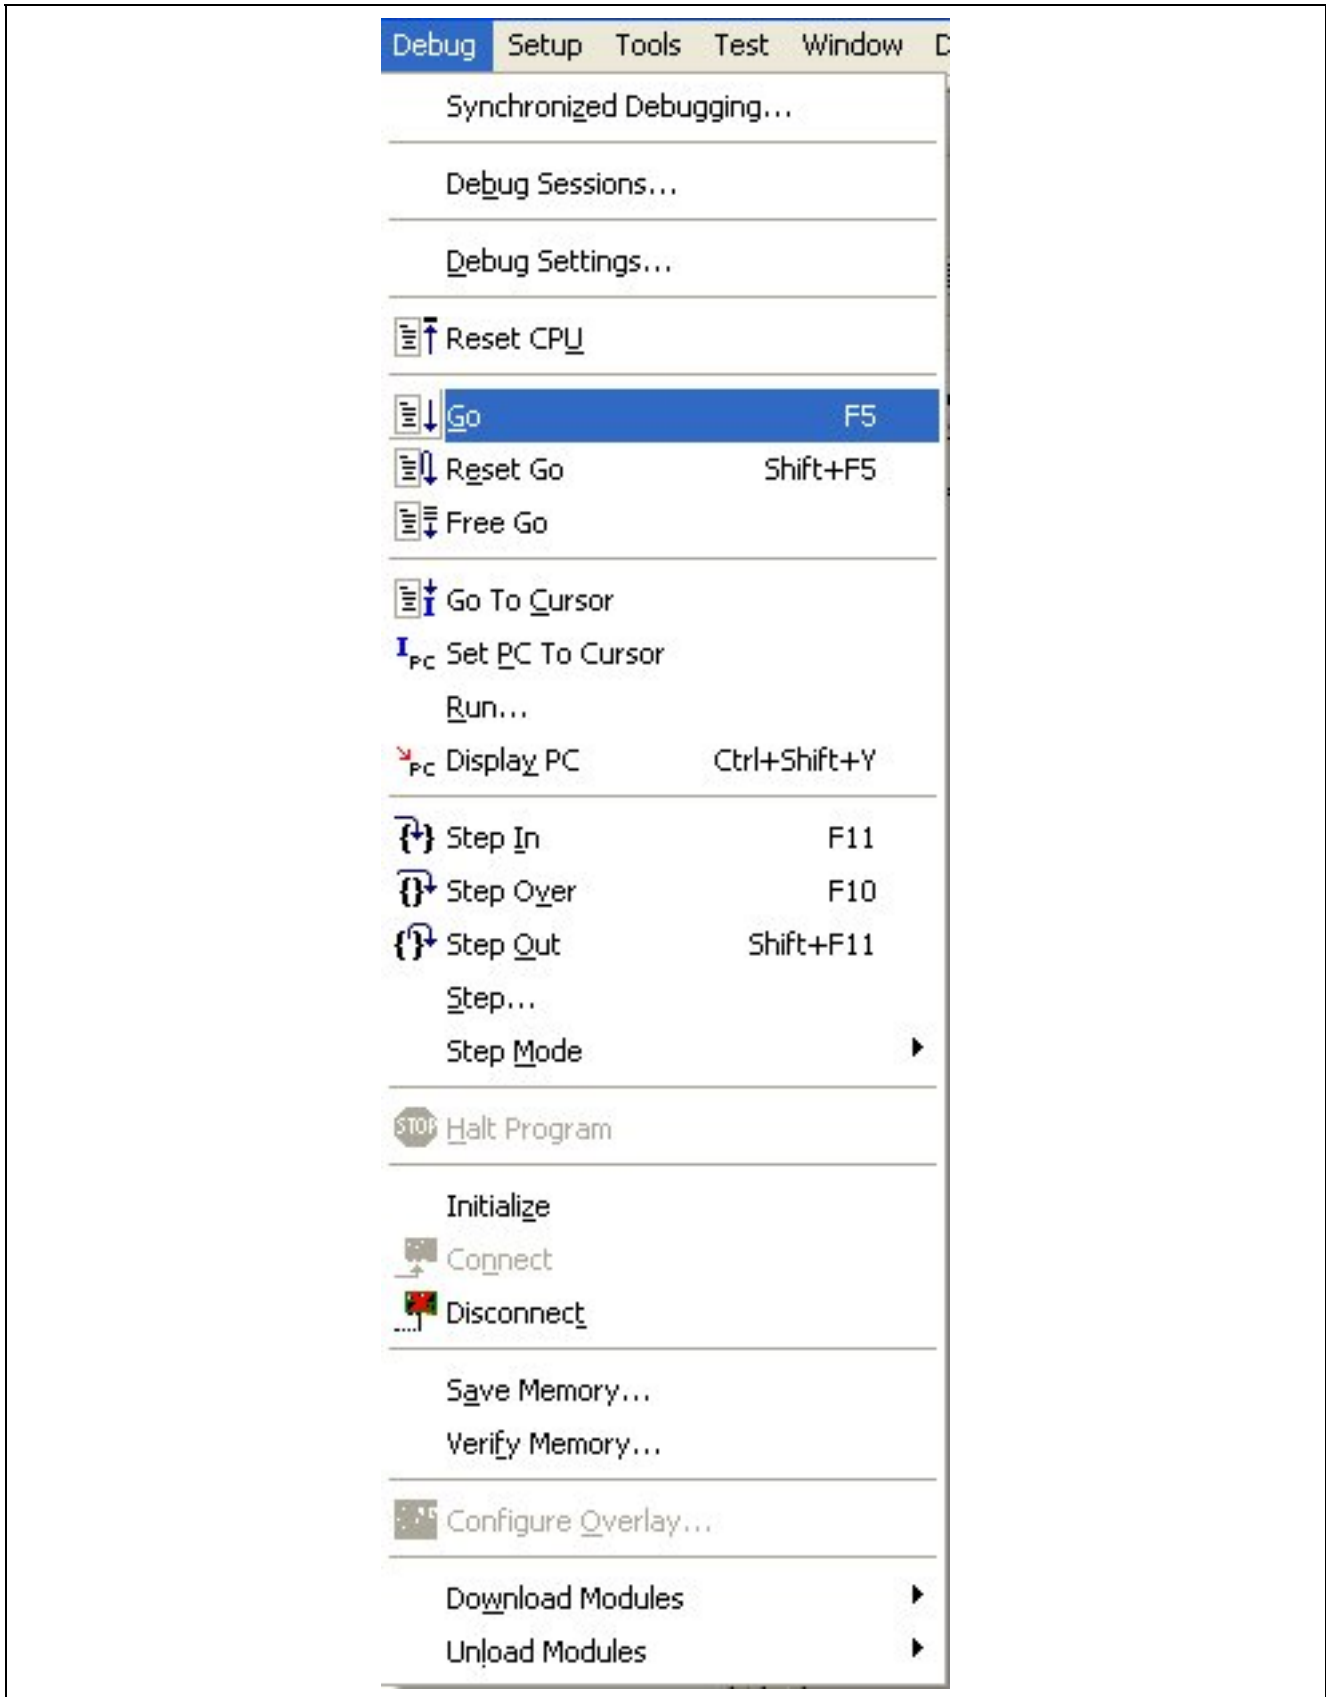 Debug Setup Tools Test Window D
Synchronized Debugging...
Debug Sessions...
Debug Settings...
Reset CPU
Go F5
Reset Go Shift+F5
Free Go
Go To Cursor
PC Set PC To Cursor
Run...
PC Display PC Ctrl+Shift+Y
Step In F11
Step Over F10
Step Out Shift+F11
Step...
Step Mode
STOP Halt Program
Initialize
Connect
Disconnect
Save Memory...
Verify Memory...
Configure Overlay...
Download Modules
Unload Modules